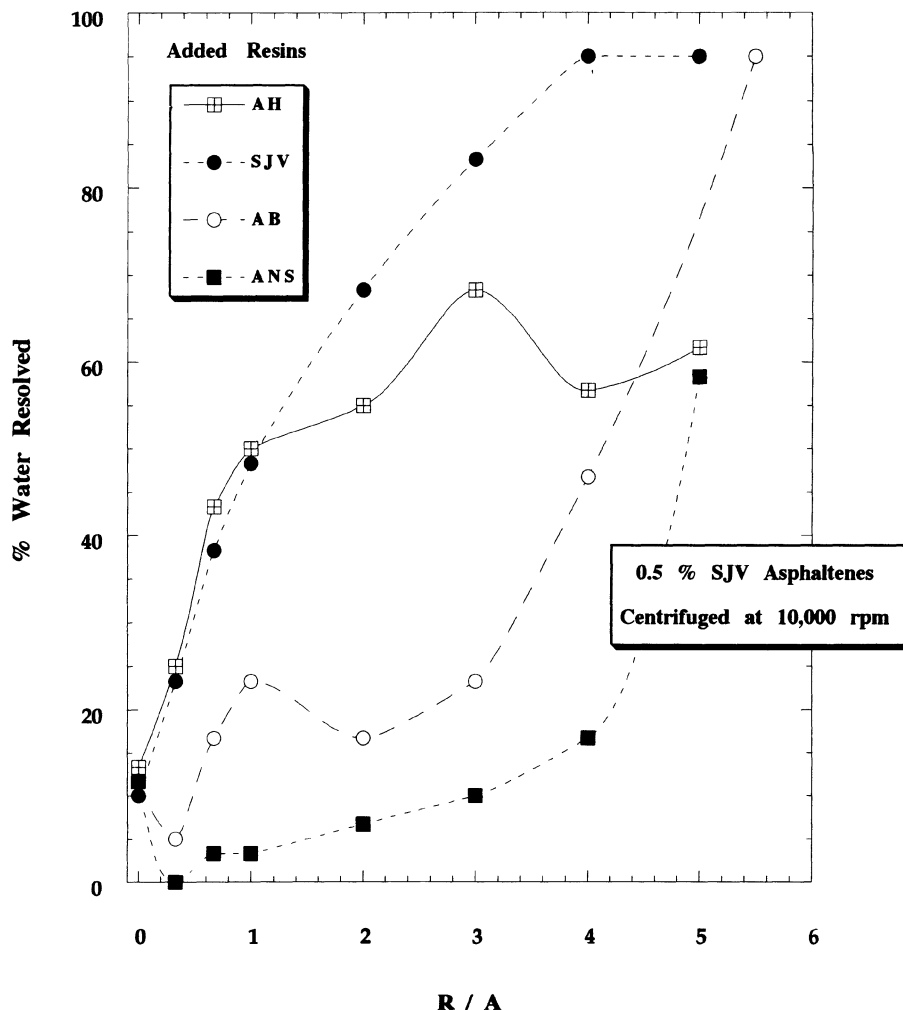 100
80
60
40
20
0
% Water Resolved
Added Resins
AH
SJV
AB
ANS
0.5 % SJV Asphaltenes
Centrifuged at 10,000 rpm
0 1 2 3 4 5 6
R / A